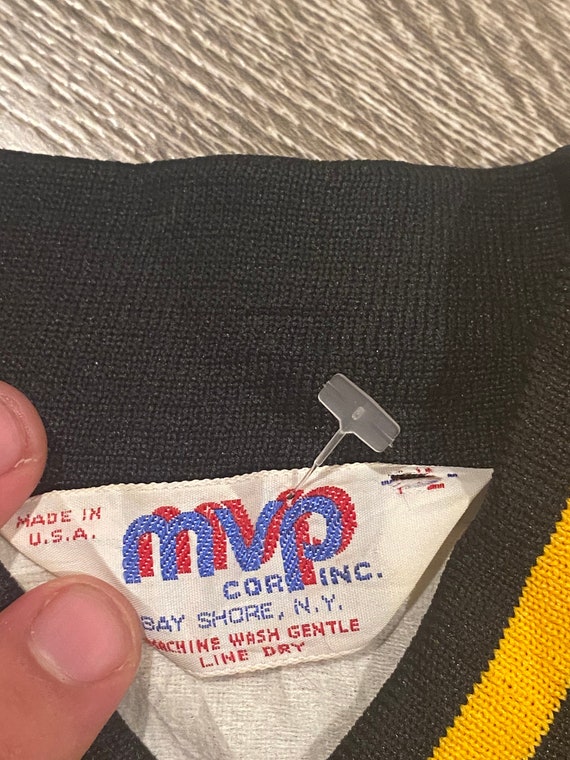 MADE IN
U.S.A.
mvp
CORP INC.
BAY SHORE, N.Y.
MACHINE WASH GENTLE
LINE DRY